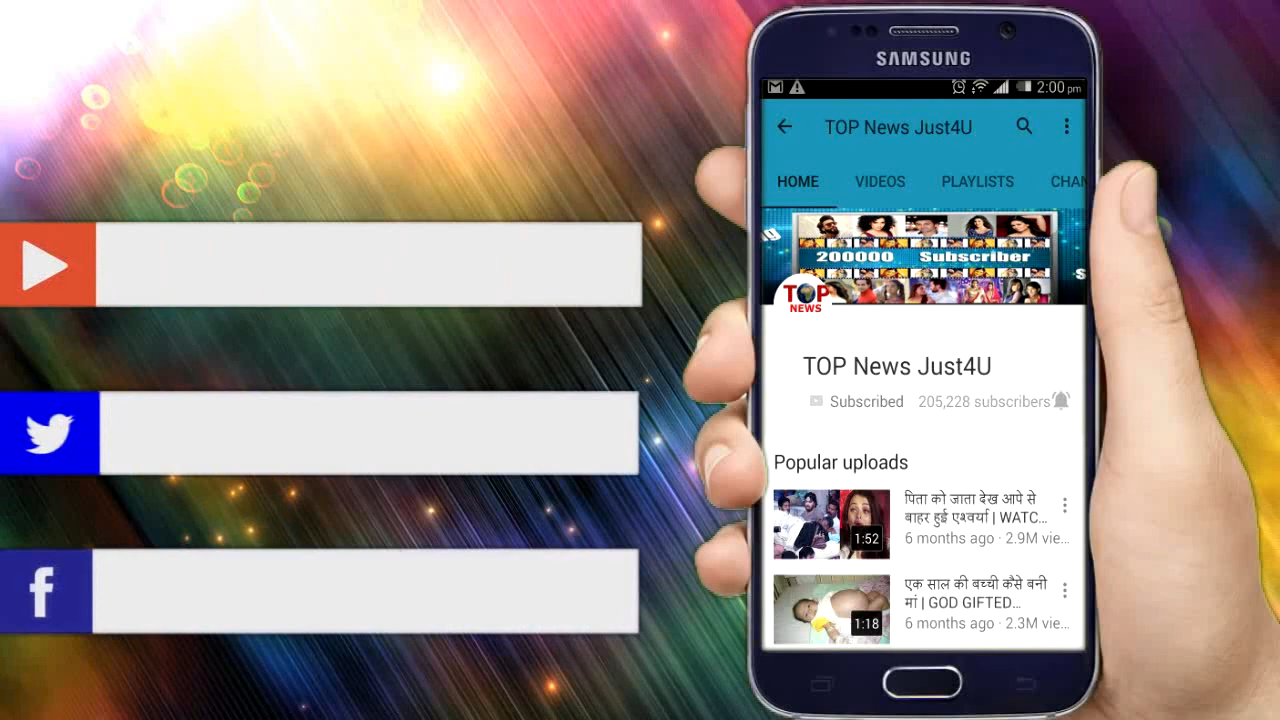 SAMSUNG
2:00 pm
TOP News Just4U
HOME VIDEOS PLAYLISTS CHAN
200000 Subscriber
TOP
NEWS
TOP News Just4U
Subscribed 205,228 subscribers
Popular uploads
पिता को जाता देख आपे से
बाहर हुई एश्वर्या | WATC...
6 months ago · 2.9M vie...
1:52
एक साल की बच्ची कैसे बनी
मां | GOD GIFTED...
6 months ago · 2.3M vie...
1:18